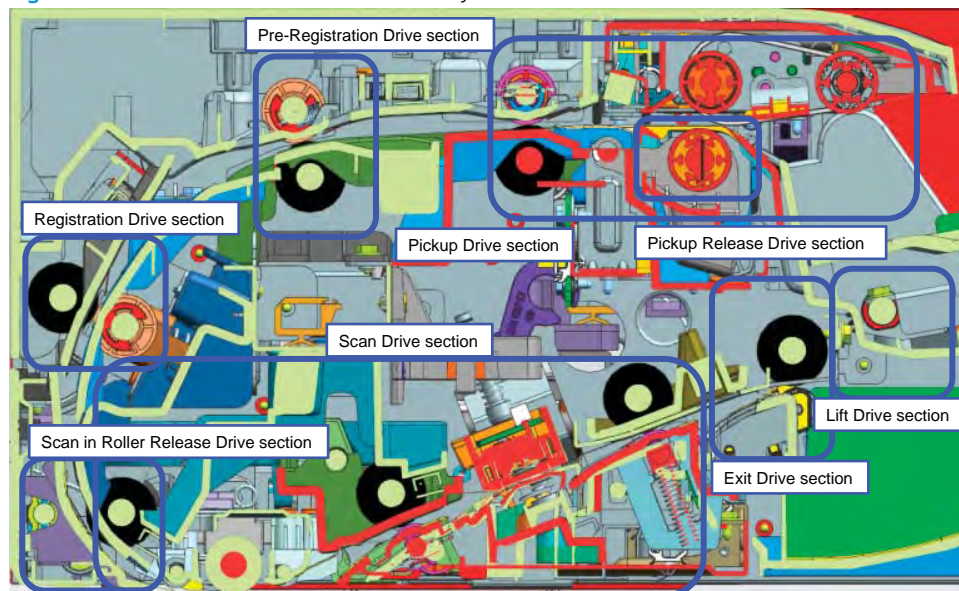 Pre-Registration Drive section
Registration Drive section
Pickup Drive section
Pickup Release Drive section
Scan Drive section
Lift Drive section
Scan in Roller Release Drive section
Exit Drive section